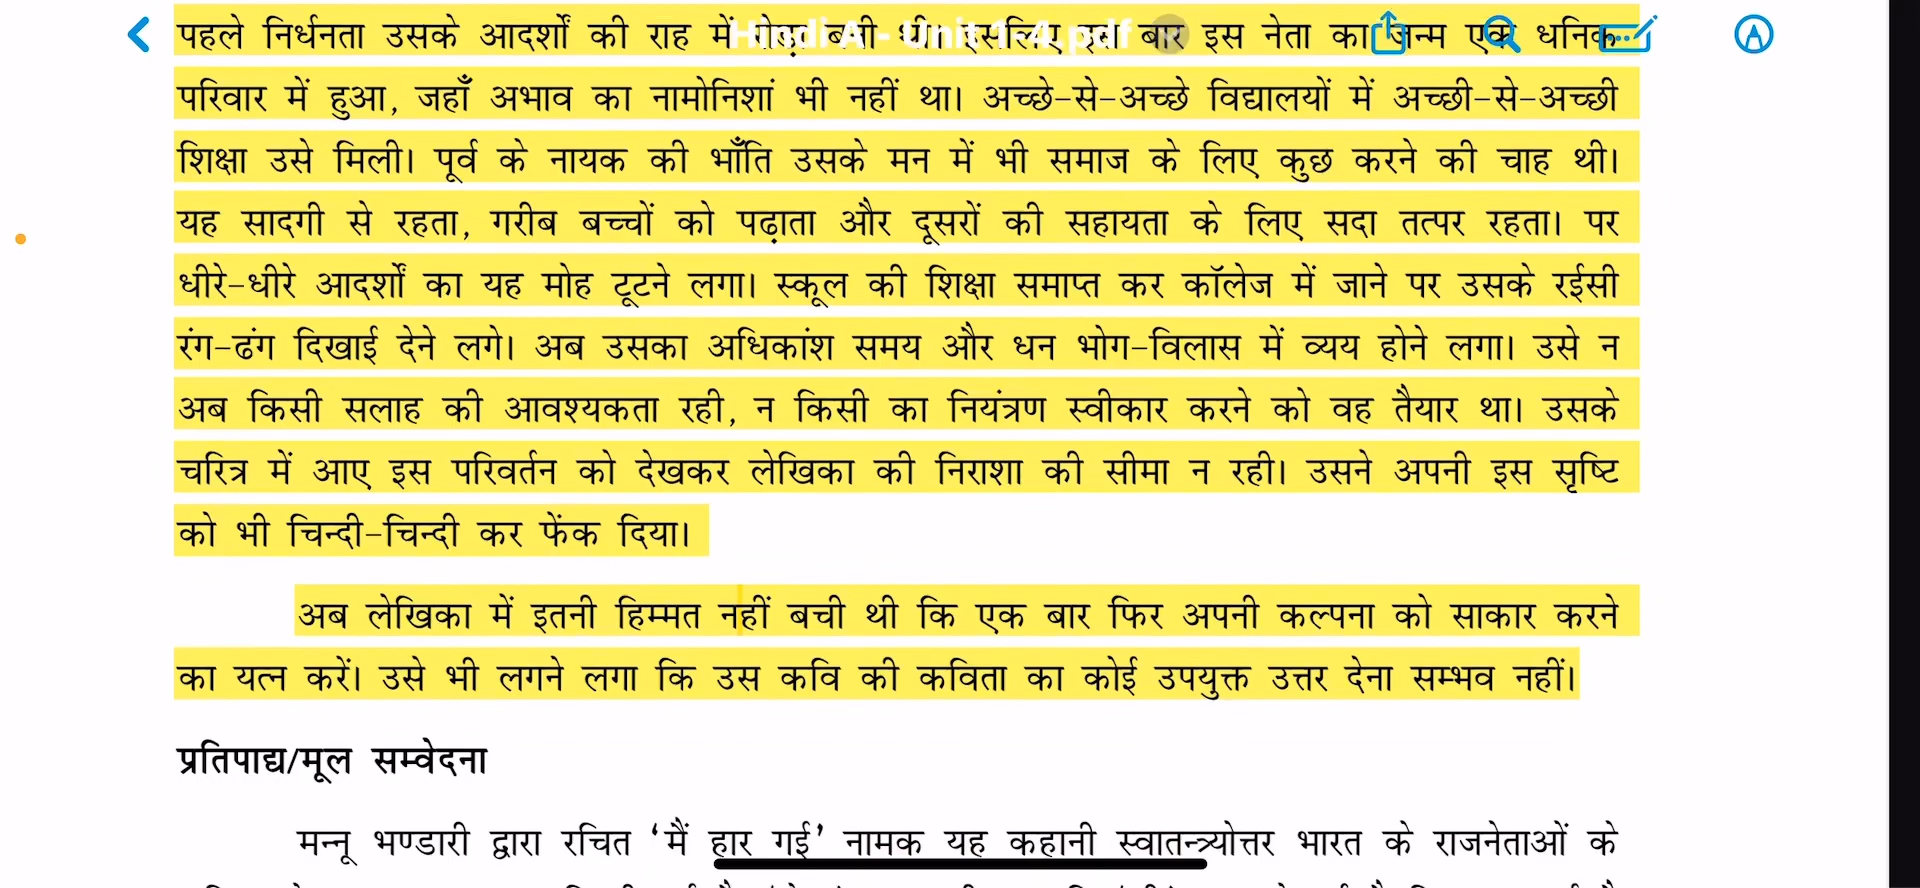 Hindi A - Unit 1-4.pdf
पहले निर्धनता उसके आदर्शों की राह में रोड़ा बनी थी। इसलिए इस बार इस नेता का जन्म एक धनिक
परिवार में हुआ, जहाँ अभाव का नामोनिशां भी नहीं था। अच्छे-से-अच्छे विद्यालयों में अच्छी-से-अच्छी
शिक्षा उसे मिली। पूर्व के नायक की भाँति उसके मन में भी समाज के लिए कुछ करने की चाह थी।
यह सादगी से रहता, गरीब बच्चों को पढ़ाता और दूसरों की सहायता के लिए सदा तत्पर रहता। पर
धीरे-धीरे आदर्शों का यह मोह टूटने लगा। स्कूल की शिक्षा समाप्त कर कॉलेज में जाने पर उसके रईसी
रंग-ढंग दिखाई देने लगे। अब उसका अधिकांश समय और धन भोग-विलास में व्यय होने लगा। उसे न
अब किसी सलाह की आवश्यकता रही, न किसी का नियंत्रण स्वीकार करने को वह तैयार था। उसके
चरित्र में आए इस परिवर्तन को देखकर लेखिका की निराशा की सीमा न रही। उसने अपनी इस सृष्टि
को भी चिन्दी-चिन्दी कर फेंक दिया।
अब लेखिका में इतनी हिम्मत नहीं बची थी कि एक बार फिर अपनी कल्पना को साकार करने
का यत्न करें। उसे भी लगने लगा कि उस कवि की कविता का कोई उपयुक्त उत्तर देना सम्भव नहीं।
प्रतिपाद्य/मूल सम्वेदना
मन्नू भण्डारी द्वारा रचित ‘मैं हार गई’ नामक यह कहानी स्वातन्त्र्योत्तर भारत के राजनेताओं के